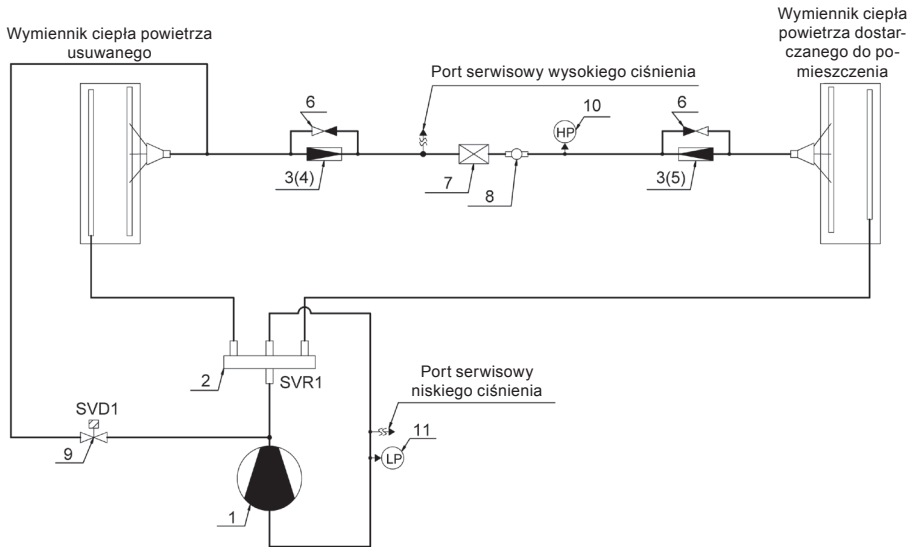 Wymiennik ciepła powietrza
usuwanego
Wymiennik ciepła
powietrza dostar-
czanego do po-
mieszczenia
Port serwisowy wysokiego ciśnienia
6
10
6
HP
3(4)
7
8
3(5)
2
SVR1
Port serwisowy
niskiego ciśnienia
SVD1
11
LP
9
1